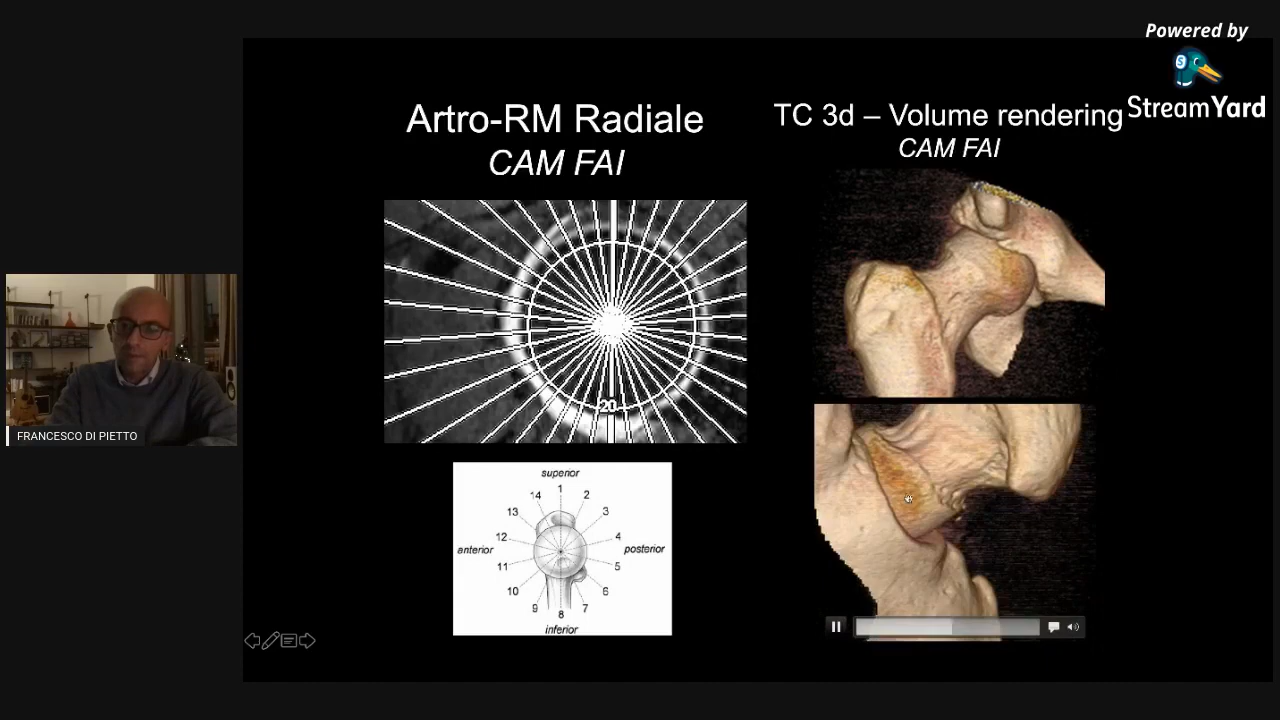 Powered by
StreamYard
Artro-RM Radiale
CAM FAI
TC 3d – Volume rendering
CAM FAI
20
superior
1
14 2
13 3
12 4
anterior posterior
11 5
10 6
9 7
8
inferior
FRANCESCO DI PIETTO